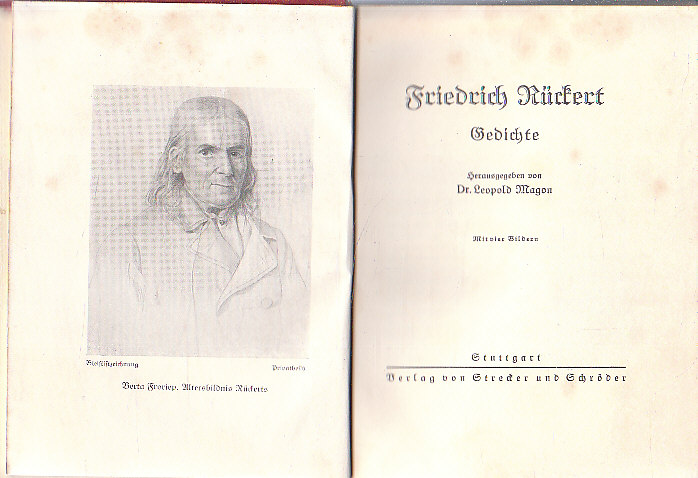 Bleistiftzeichnung
Privatbesitz
Berta Froriep, Altersbildnis Rückerts
Friedrich Rückert
Gedichte
Herausgegeben von
Dr. Leopold Magon
Mit vier Bildern
Stuttgart
Verlag von Strecker und Schröder